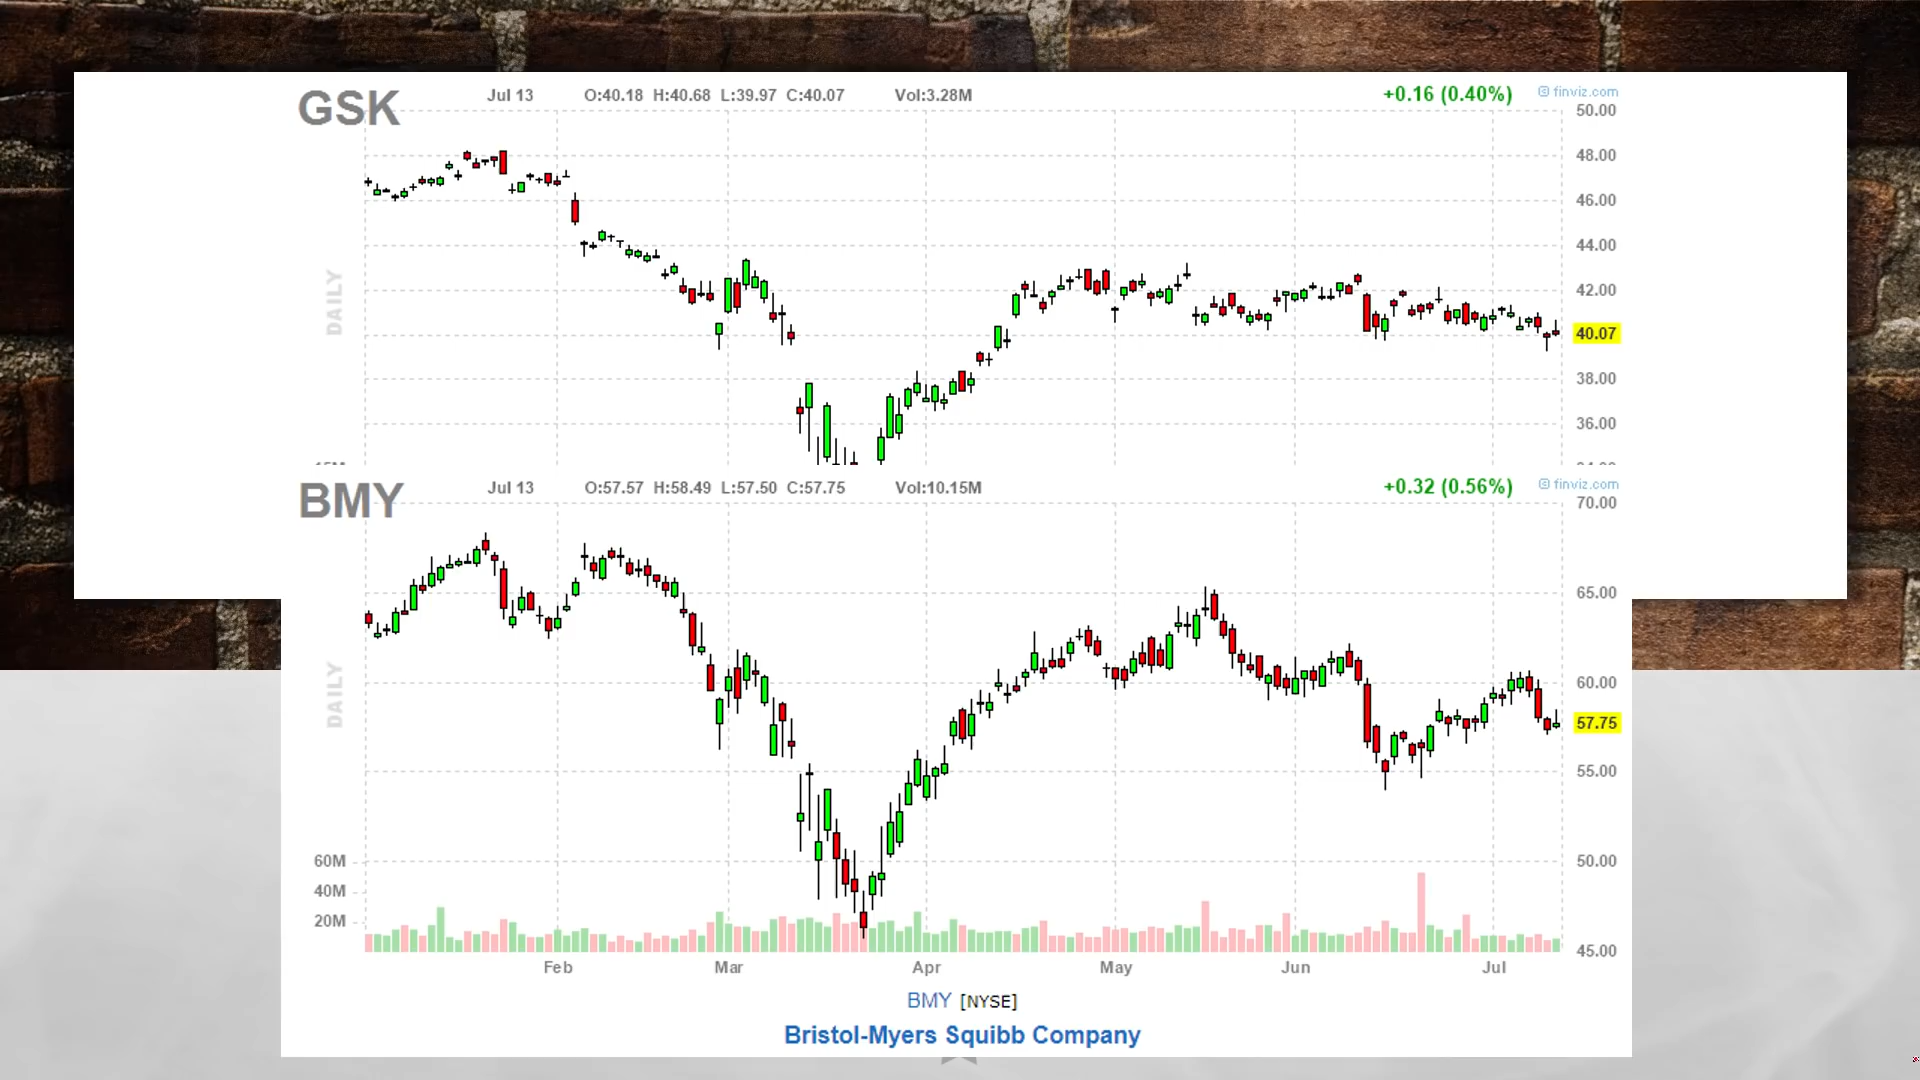 GSK Jul 13 O:40.18 H:40.68 L:39.97 C:40.07 Vol:3.28M +0.16 (0.40%) © finviz.com
50.00
48.00
46.00
44.00
DAILY
42.00
40.07
38.00
36.00
BMY Jul 13 O:57.57 H:58.49 L:57.50 C:57.75 Vol:10.15M +0.32 (0.56%) © finviz.com
70.00
65.00
DAILY
60.00
57.75
55.00
60M 50.00
40M
20M
45.00
Feb Mar Apr May Jun Jul
BMY [NYSE]
Bristol-Myers Squibb Company